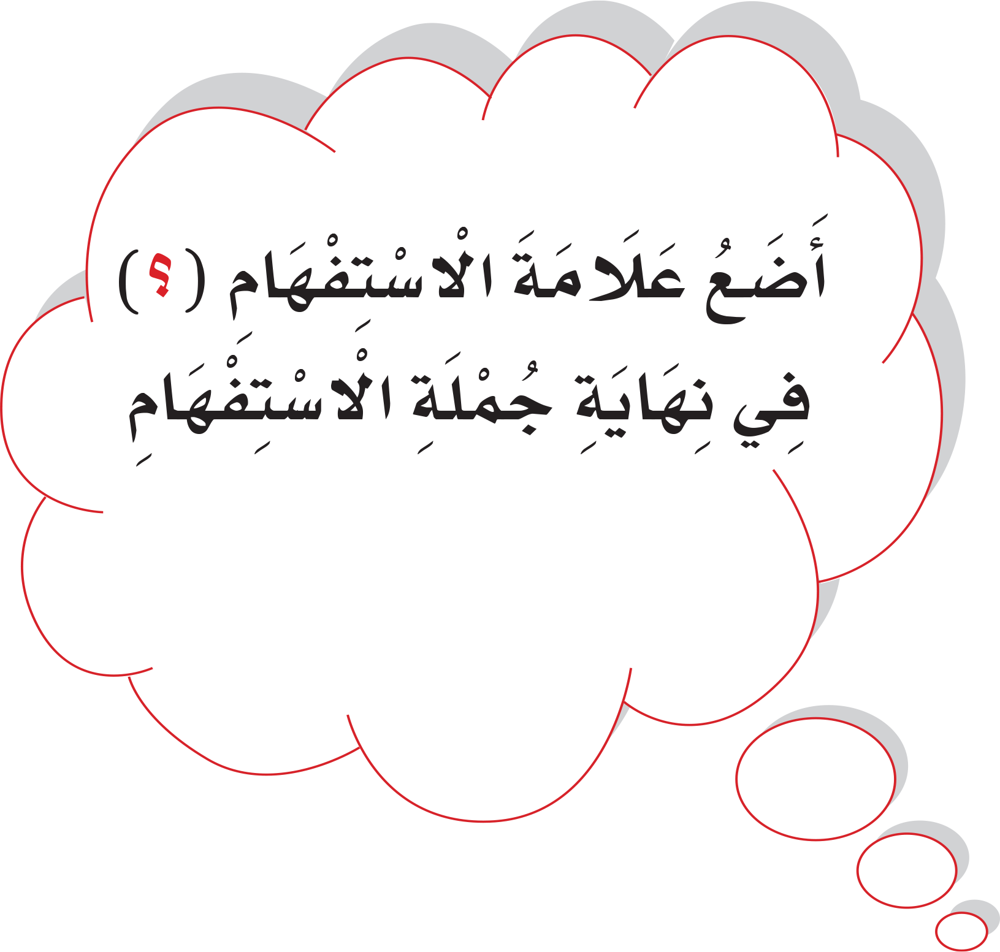 أَضَعُ عَلَامَةَ الْاسْتَِفْهَام (؟)
فِي نِهَايَةِ جُمْلَةِ الْاسْتَِفْهَامِ